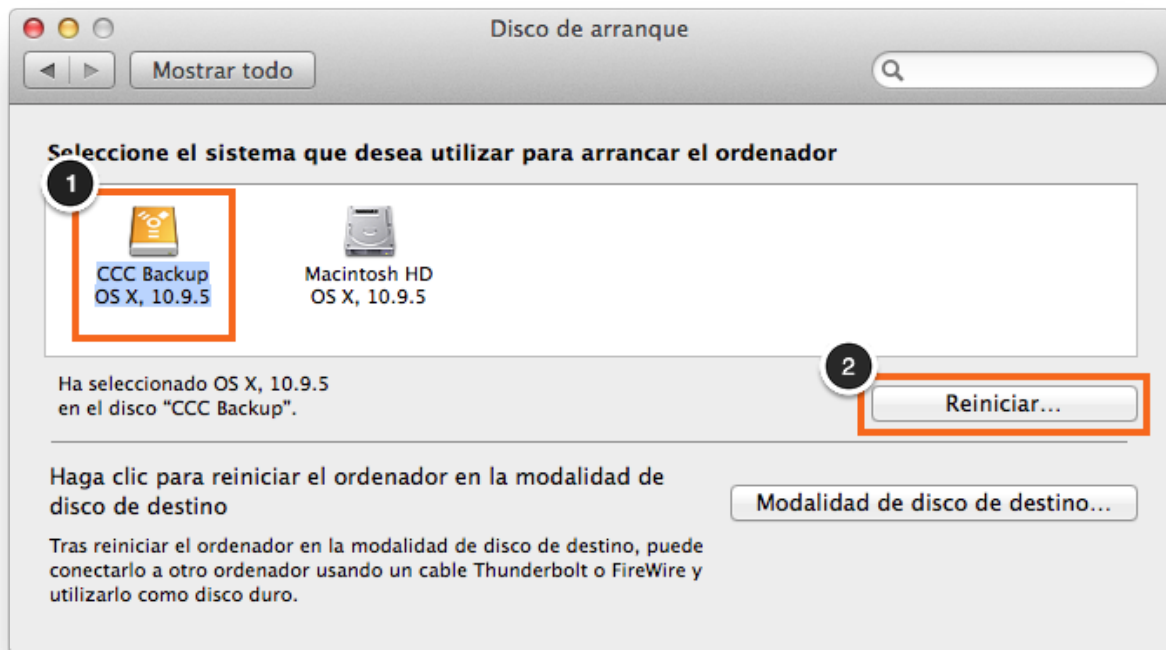 Disco de arranque
Mostrar todo
Seleccione el sistema que desea utilizar para arrancar el ordenador
1
CCC Backup
OS X, 10.9.5
Macintosh HD
OS X, 10.9.5
Ha seleccionado OS X, 10.9.5
en el disco “CCC Backup”.
2
Reiniciar...
Haga clic para reiniciar el ordenador en la modalidad de
disco de destino
Modalidad de disco de destino...
Tras reiniciar el ordenador en la modalidad de disco de destino, puede
conectarlo a otro ordenador usando un cable Thunderbolt o FireWire y
utilizarlo como disco duro.